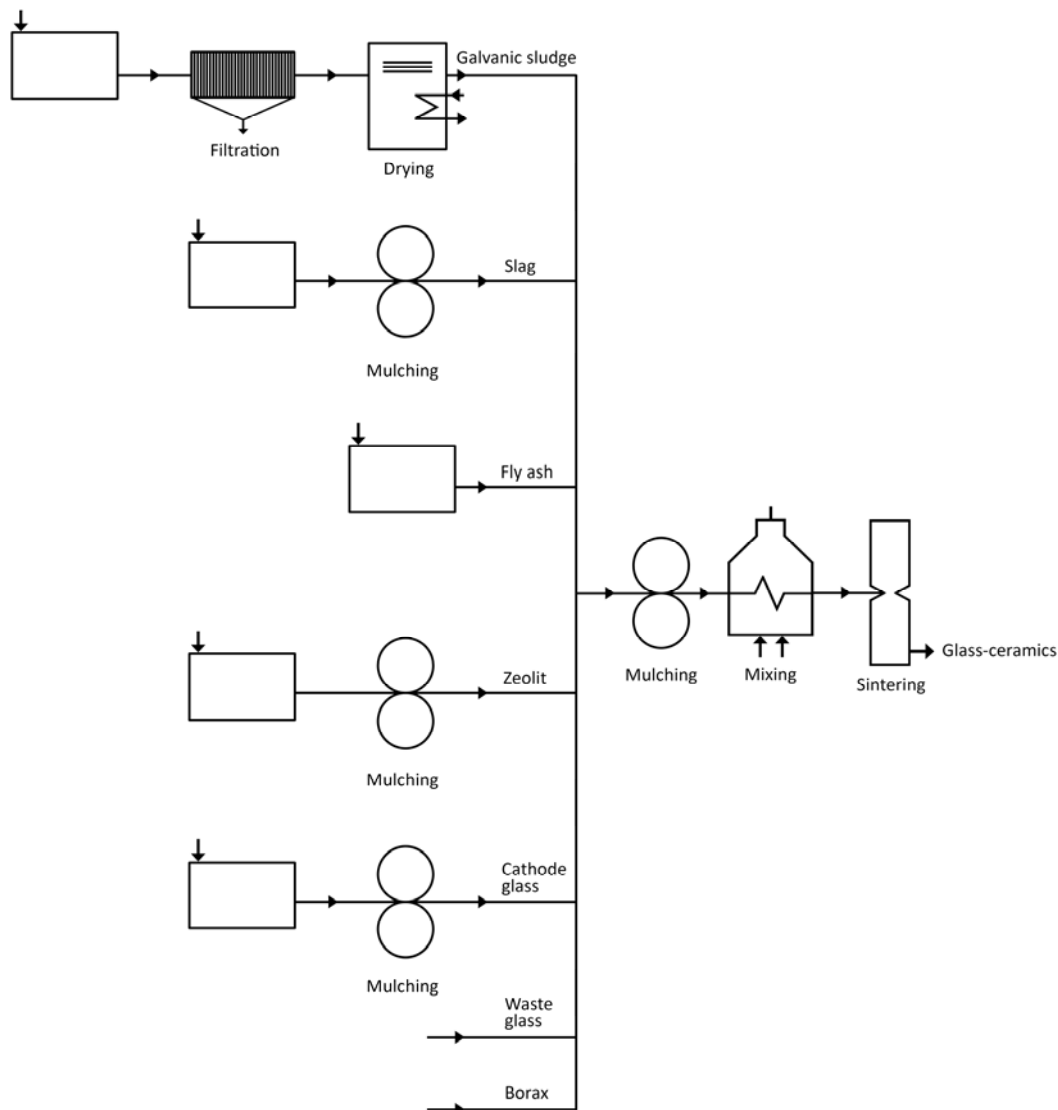 Galvanic sludge
Filtration
Drying
Slag
Mulching
Fly ash
Mulching
Mixing
Sintering
Glass-ceramics
Zeolit
Mulching
Cathode
glass
Mulching
Waste
glass
Borax